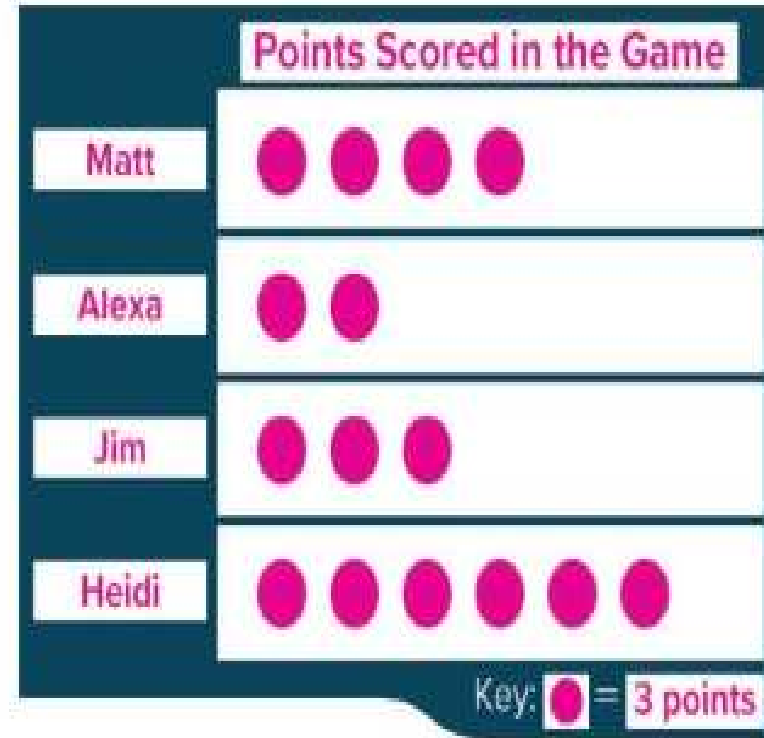 Points Scored in the Game
Matt
Alexa
Jim
Heidi
Key: = 3 points